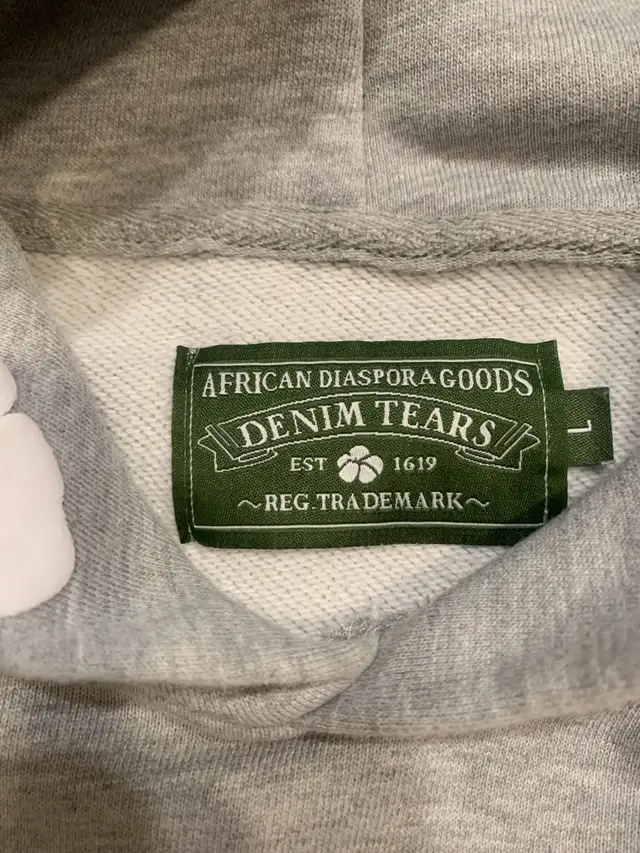 AFRICAN DIASPORA GOODS
DENIM TEARS
EST 1619
~REG. TRADEMARK~
L